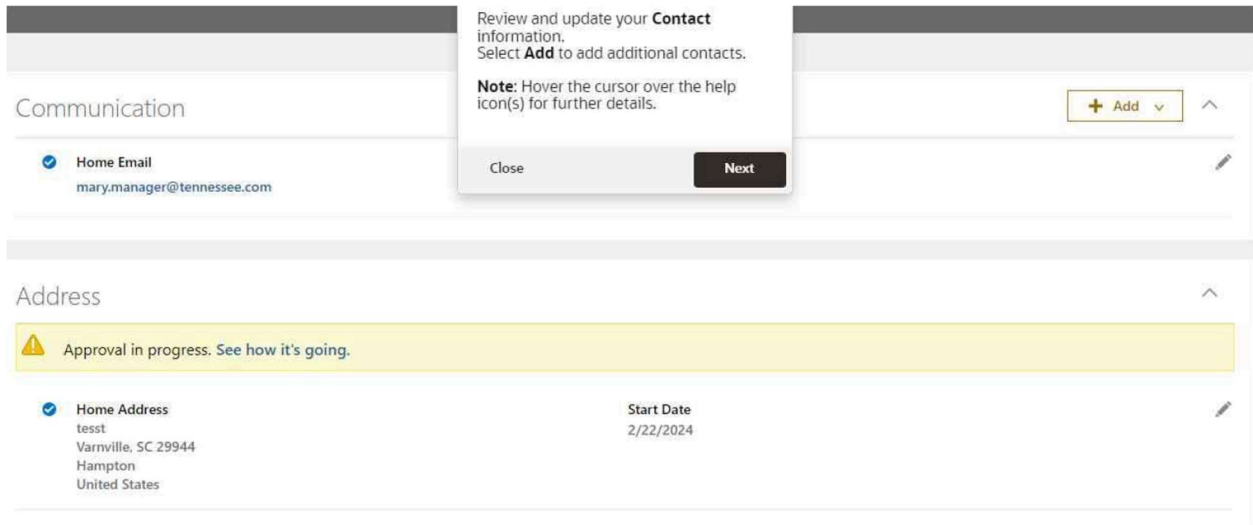 Review and update your Contact
information.
Select Add to add additional contacts.
Note: Hover the cursor over the help
icon(s) for further details.
Close
Next
Communication
Add
Home Email
mary.manager@tennessee.com
Address
Approval in progress. See how it's going.
Home Address
tesst
Varnville, SC 29944
Hampton
United States
Start Date
2/22/2024